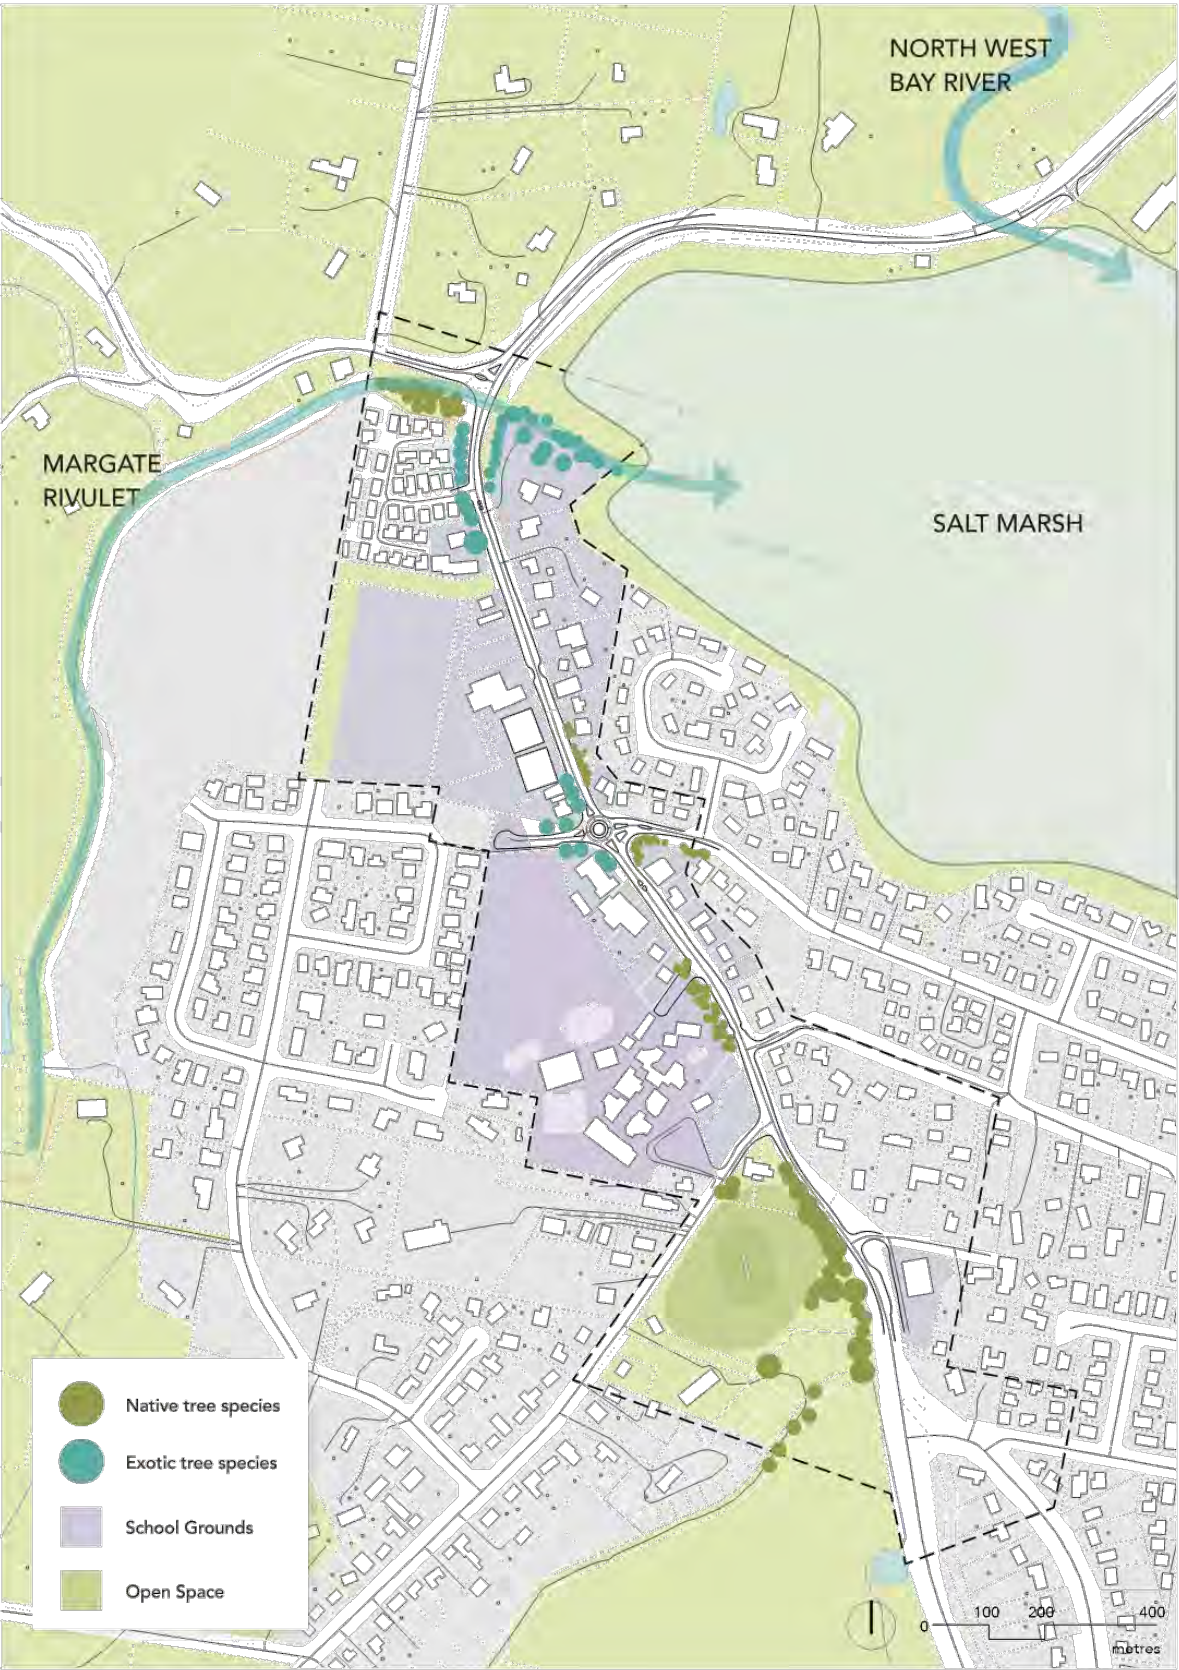 NORTH WEST
BAY RIVER
MARGATE
RIVULET
SALT MARSH
Native tree species
Exotic tree species
School Grounds
Open Space
0 100 200 400
metres